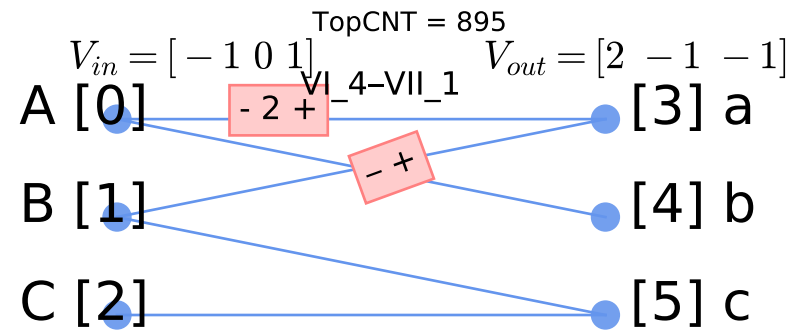 TopCNT = 895
V_in = [ − 1 0 1] V_out = [2 − 1 − 1]
VI_4–VII_1
A [0] - 2 + [3] a
– +
B [1] [4] b
C [2] [5] c